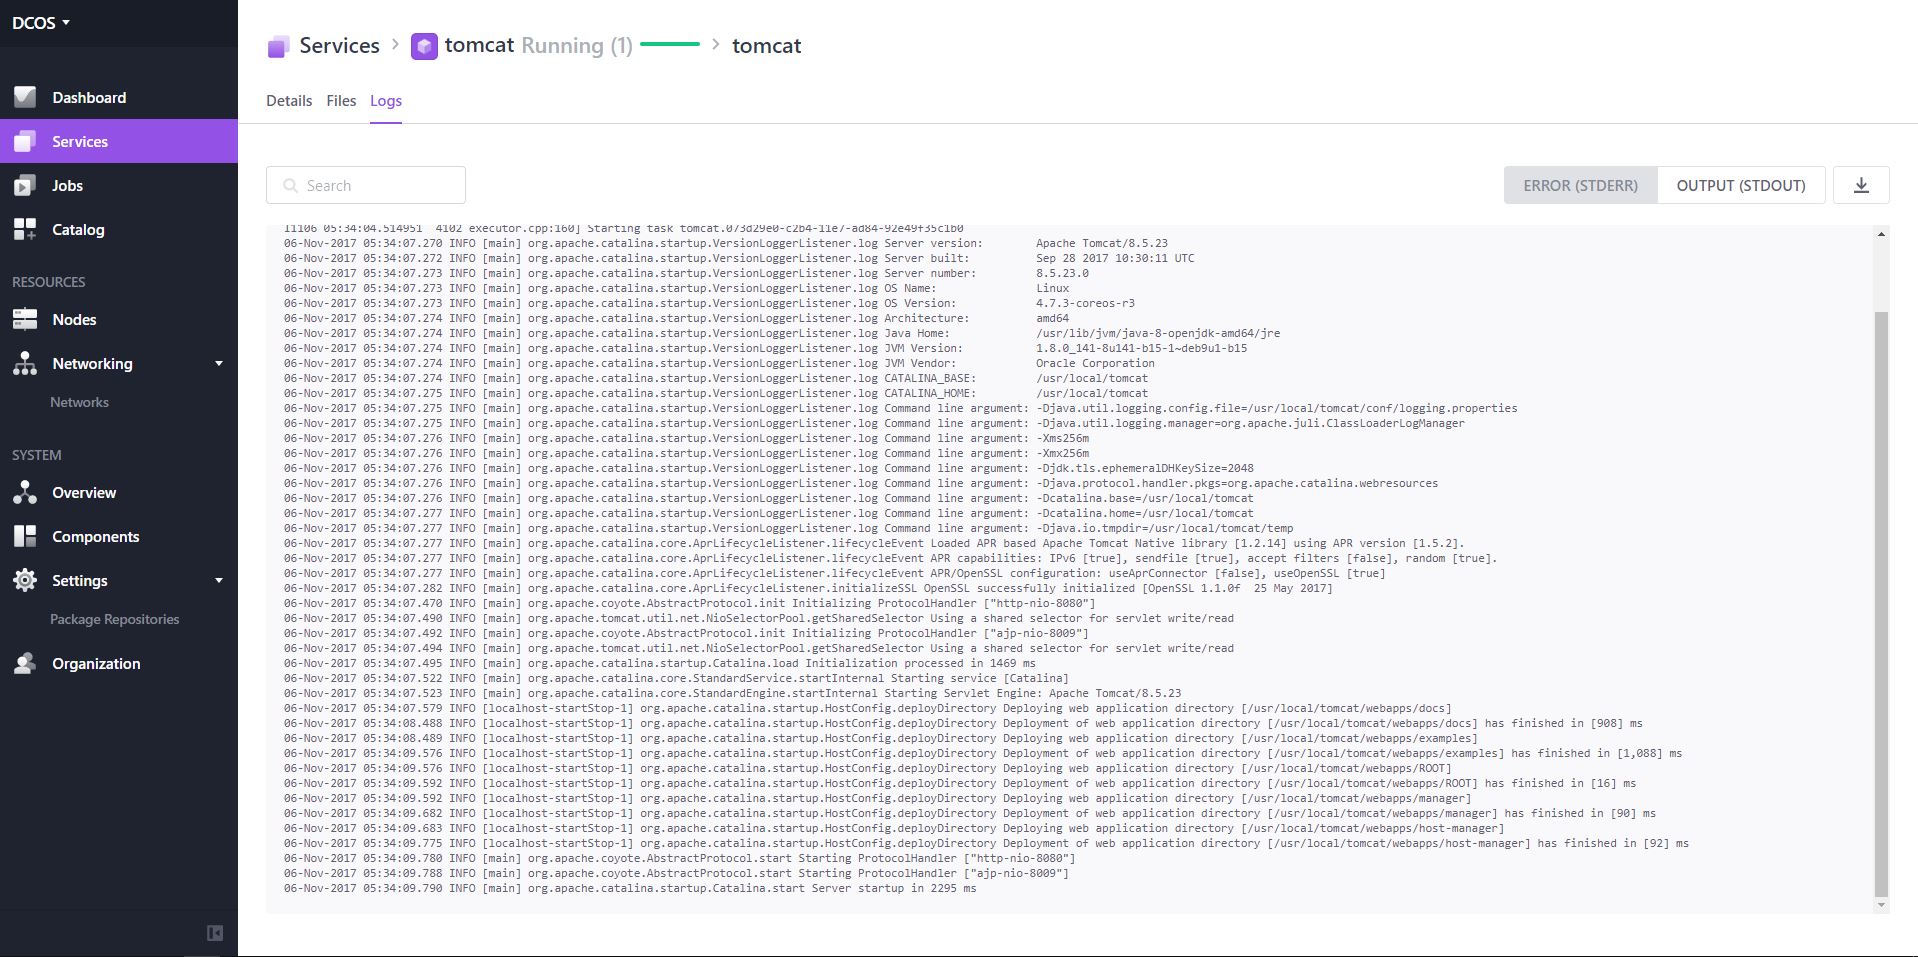 DCOS
Dashboard
Services
Jobs
Catalog
RESOURCES
Nodes
Networking
Networks
SYSTEM
Overview
Components
Settings
Package Repositories
Organization
Services > tomcat Running (1) > tomcat
Details Files Logs
Search
ERROR (STDERR) OUTPUT (STDOUT)
I1106 05:34:04.514951  4102 executor.cpp:160] Starting task tomcat.073d29e0-c2b4-11e7-ad84-92e49f35c1b0
06-Nov-2017 05:34:07.270 INFO [main] org.apache.catalina.startup.VersionLoggerListener.log Server version:        Apache Tomcat/8.5.23
06-Nov-2017 05:34:07.272 INFO [main] org.apache.catalina.startup.VersionLoggerListener.log Server built:          Sep 28 2017 10:30:11 UTC
06-Nov-2017 05:34:07.273 INFO [main] org.apache.catalina.startup.VersionLoggerListener.log Server number:         8.5.23.0
06-Nov-2017 05:34:07.273 INFO [main] org.apache.catalina.startup.VersionLoggerListener.log OS Name:               Linux
06-Nov-2017 05:34:07.273 INFO [main] org.apache.catalina.startup.VersionLoggerListener.log OS Version:            4.7.3-coreos-r3
06-Nov-2017 05:34:07.274 INFO [main] org.apache.catalina.startup.VersionLoggerListener.log Architecture:          amd64
06-Nov-2017 05:34:07.274 INFO [main] org.apache.catalina.startup.VersionLoggerListener.log Java Home:             /usr/lib/jvm/java-8-openjdk-amd64/jre
06-Nov-2017 05:34:07.274 INFO [main] org.apache.catalina.startup.VersionLoggerListener.log JVM Version:           1.8.0_141-8u141-b15-1~deb9u1-b15
06-Nov-2017 05:34:07.274 INFO [main] org.apache.catalina.startup.VersionLoggerListener.log JVM Vendor:            Oracle Corporation
06-Nov-2017 05:34:07.274 INFO [main] org.apache.catalina.startup.VersionLoggerListener.log CATALINA_BASE:         /usr/local/tomcat
06-Nov-2017 05:34:07.275 INFO [main] org.apache.catalina.startup.VersionLoggerListener.log CATALINA_HOME:         /usr/local/tomcat
06-Nov-2017 05:34:07.275 INFO [main] org.apache.catalina.startup.VersionLoggerListener.log Command line argument: -Djava.util.logging.config.file=/usr/local/tomcat/conf/logging.properties
06-Nov-2017 05:34:07.275 INFO [main] org.apache.catalina.startup.VersionLoggerListener.log Command line argument: -Djava.util.logging.manager=org.apache.juli.ClassLoaderLogManager
06-Nov-2017 05:34:07.276 INFO [main] org.apache.catalina.startup.VersionLoggerListener.log Command line argument: -Xms256m
06-Nov-2017 05:34:07.276 INFO [main] org.apache.catalina.startup.VersionLoggerListener.log Command line argument: -Xmx256m
06-Nov-2017 05:34:07.276 INFO [main] org.apache.catalina.startup.VersionLoggerListener.log Command line argument: -Djdk.tls.ephemeralDHKeySize=2048
06-Nov-2017 05:34:07.276 INFO [main] org.apache.catalina.startup.VersionLoggerListener.log Command line argument: -Djava.protocol.handler.pkgs=org.apache.catalina.webresources
06-Nov-2017 05:34:07.276 INFO [main] org.apache.catalina.startup.VersionLoggerListener.log Command line argument: -Dcatalina.base=/usr/local/tomcat
06-Nov-2017 05:34:07.277 INFO [main] org.apache.catalina.startup.VersionLoggerListener.log Command line argument: -Dcatalina.home=/usr/local/tomcat
06-Nov-2017 05:34:07.277 INFO [main] org.apache.catalina.startup.VersionLoggerListener.log Command line argument: -Djava.io.tmpdir=/usr/local/tomcat/temp
06-Nov-2017 05:34:07.277 INFO [main] org.apache.catalina.core.AprLifecycleListener.lifecycleEvent Loaded APR based Apache Tomcat Native library [1.2.14] using APR version [1.5.2].
06-Nov-2017 05:34:07.277 INFO [main] org.apache.catalina.core.AprLifecycleListener.lifecycleEvent APR capabilities: IPv6 [true], sendfile [true], accept filters [false], random [true].
06-Nov-2017 05:34:07.277 INFO [main] org.apache.catalina.core.AprLifecycleListener.lifecycleEvent APR/OpenSSL configuration: useAprConnector [false], useOpenSSL [true]
06-Nov-2017 05:34:07.282 INFO [main] org.apache.catalina.core.AprLifecycleListener.initializeSSL OpenSSL successfully initialized [OpenSSL 1.1.0f  25 May 2017]
06-Nov-2017 05:34:07.470 INFO [main] org.apache.coyote.AbstractProtocol.init Initializing ProtocolHandler ["http-nio-8080"]
06-Nov-2017 05:34:07.490 INFO [main] org.apache.tomcat.util.net.NioSelectorPool.getSharedSelector Using a shared selector for servlet write/read
06-Nov-2017 05:34:07.492 INFO [main] org.apache.coyote.AbstractProtocol.init Initializing ProtocolHandler ["ajp-nio-8009"]
06-Nov-2017 05:34:07.494 INFO [main] org.apache.tomcat.util.net.NioSelectorPool.getSharedSelector Using a shared selector for servlet write/read
06-Nov-2017 05:34:07.495 INFO [main] org.apache.catalina.startup.Catalina.load Initialization processed in 1469 ms
06-Nov-2017 05:34:07.522 INFO [main] org.apache.catalina.core.StandardService.startInternal Starting service [Catalina]
06-Nov-2017 05:34:07.523 INFO [main] org.apache.catalina.core.StandardEngine.startInternal Starting Servlet Engine: Apache Tomcat/8.5.23
06-Nov-2017 05:34:07.579 INFO [localhost-startStop-1] org.apache.catalina.startup.HostConfig.deployDirectory Deploying web application directory [/usr/local/tomcat/webapps/docs]
06-Nov-2017 05:34:08.488 INFO [localhost-startStop-1] org.apache.catalina.startup.HostConfig.deployDirectory Deployment of web application directory [/usr/local/tomcat/webapps/docs] has finished in [908] ms
06-Nov-2017 05:34:08.489 INFO [localhost-startStop-1] org.apache.catalina.startup.HostConfig.deployDirectory Deploying web application directory [/usr/local/tomcat/webapps/examples]
06-Nov-2017 05:34:09.576 INFO [localhost-startStop-1] org.apache.catalina.startup.HostConfig.deployDirectory Deployment of web application directory [/usr/local/tomcat/webapps/examples] has finished in [1,088] ms
06-Nov-2017 05:34:09.576 INFO [localhost-startStop-1] org.apache.catalina.startup.HostConfig.deployDirectory Deploying web application directory [/usr/local/tomcat/webapps/ROOT]
06-Nov-2017 05:34:09.592 INFO [localhost-startStop-1] org.apache.catalina.startup.HostConfig.deployDirectory Deployment of web application directory [/usr/local/tomcat/webapps/ROOT] has finished in [16] ms
06-Nov-2017 05:34:09.592 INFO [localhost-startStop-1] org.apache.catalina.startup.HostConfig.deployDirectory Deploying web application directory [/usr/local/tomcat/webapps/manager]
06-Nov-2017 05:34:09.682 INFO [localhost-startStop-1] org.apache.catalina.startup.HostConfig.deployDirectory Deployment of web application directory [/usr/local/tomcat/webapps/manager] has finished in [90] ms
06-Nov-2017 05:34:09.683 INFO [localhost-startStop-1] org.apache.catalina.startup.HostConfig.deployDirectory Deploying web application directory [/usr/local/tomcat/webapps/host-manager]
06-Nov-2017 05:34:09.775 INFO [localhost-startStop-1] org.apache.catalina.startup.HostConfig.deployDirectory Deployment of web application directory [/usr/local/tomcat/webapps/host-manager] has finished in [92] ms
06-Nov-2017 05:34:09.780 INFO [main] org.apache.coyote.AbstractProtocol.start Starting ProtocolHandler ["http-nio-8080"]
06-Nov-2017 05:34:09.788 INFO [main] org.apache.coyote.AbstractProtocol.start Starting ProtocolHandler ["ajp-nio-8009"]
06-Nov-2017 05:34:09.790 INFO [main] org.apache.catalina.startup.Catalina.start Server startup in 2295 ms